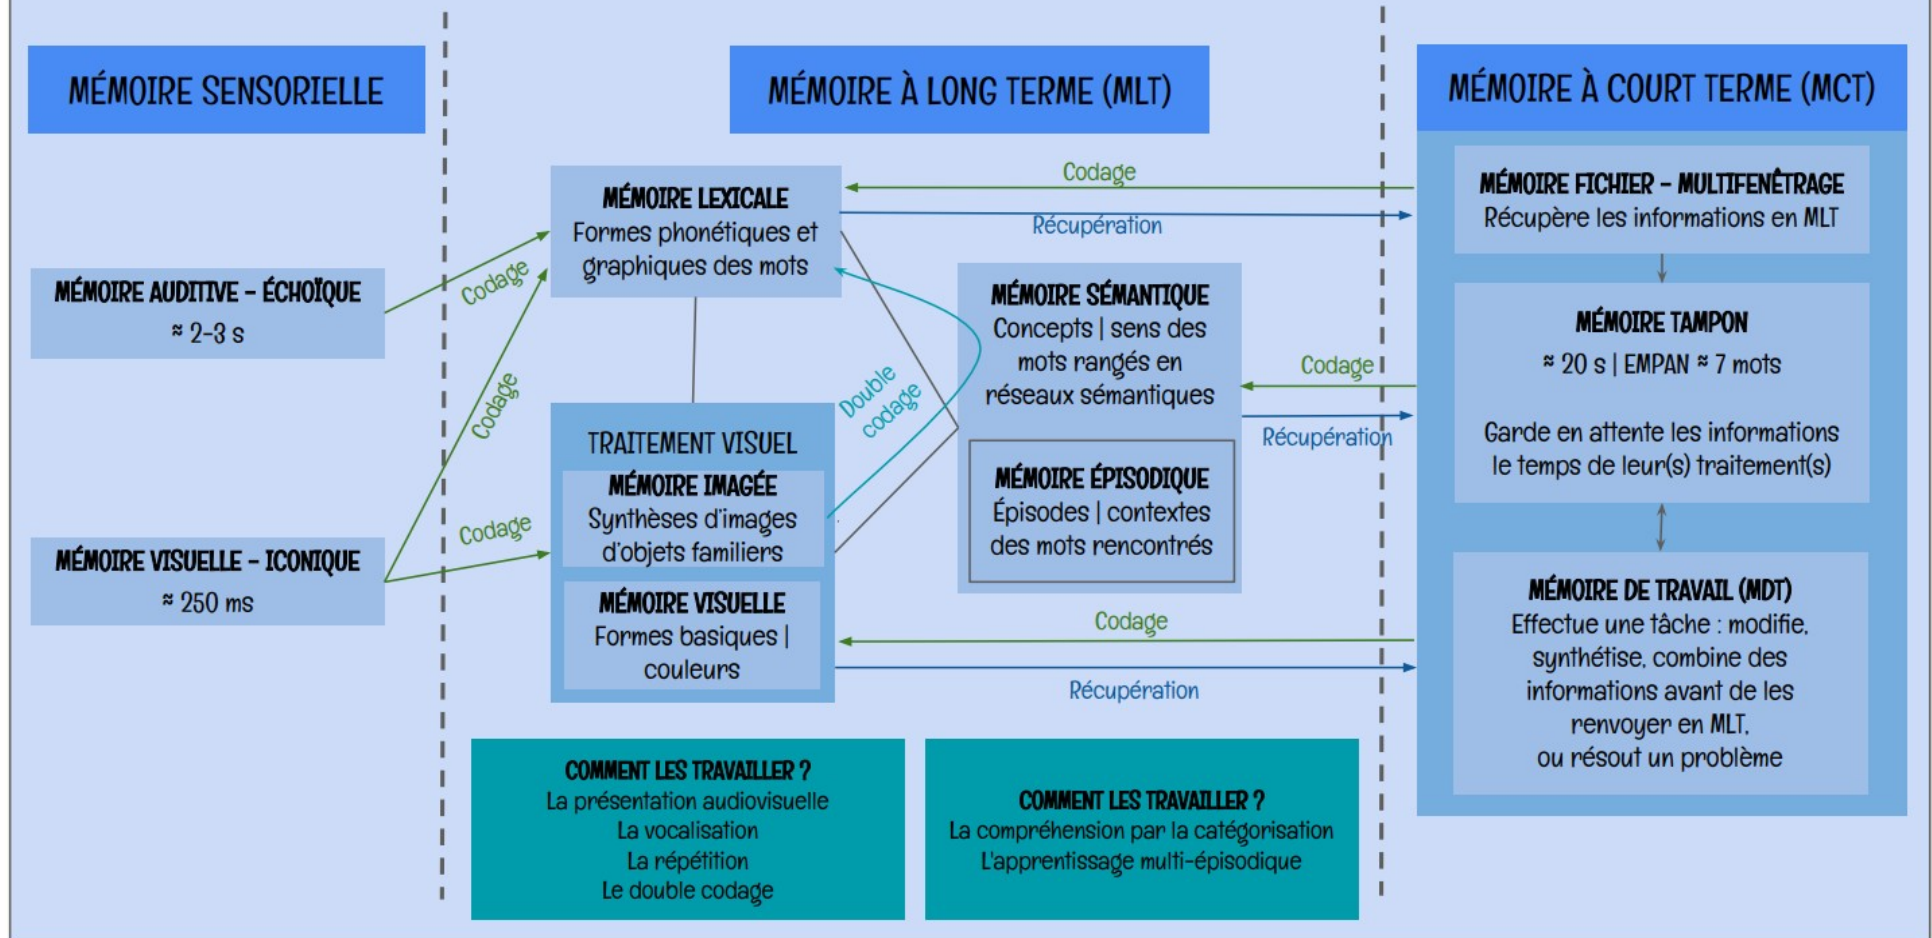 MÉMOIRE SENSORIELLE
MÉMOIRE AUDITIVE – ÉCHOÏQUE
≈ 2-3 s
MÉMOIRE VISUELLE – ICONIQUE
≈ 250 ms
Codage
Codage
Codage
MÉMOIRE À LONG TERME (MLT)
MÉMOIRE LEXICALE
Formes phonétiques et
graphiques des mots
TRAITEMENT VISUEL
MÉMOIRE IMAGÉE
Synthèses d'images
d'objets familiers
MÉMOIRE VISUELLE
Formes basiques |
couleurs
Double
codage
MÉMOIRE SÉMANTIQUE
Concepts | sens des
mots rangés en
réseaux sémantiques
MÉMOIRE ÉPISODIQUE
Épisodes | contextes
des mots rencontrés
Codage
Récupération
Codage
Récupération
Codage
Récupération
MÉMOIRE À COURT TERME (MCT)
MÉMOIRE FICHIER – MULTIFENÊTRAGE
Récupère les informations en MLT
MÉMOIRE TAMPON
≈ 20 s | EMPAN ≈ 7 mots
Garde en attente les informations
le temps de leur(s) traitement(s)
MÉMOIRE DE TRAVAIL (MDT)
Effectue une tâche : modifie,
synthétise, combine des
informations avant de les
renvoyer en MLT,
ou résout un problème
COMMENT LES TRAVAILLER ?
La présentation audiovisuelle
La vocalisation
La répétition
Le double codage
COMMENT LES TRAVAILLER ?
La compréhension par la catégorisation
L'apprentissage multi-épisodique